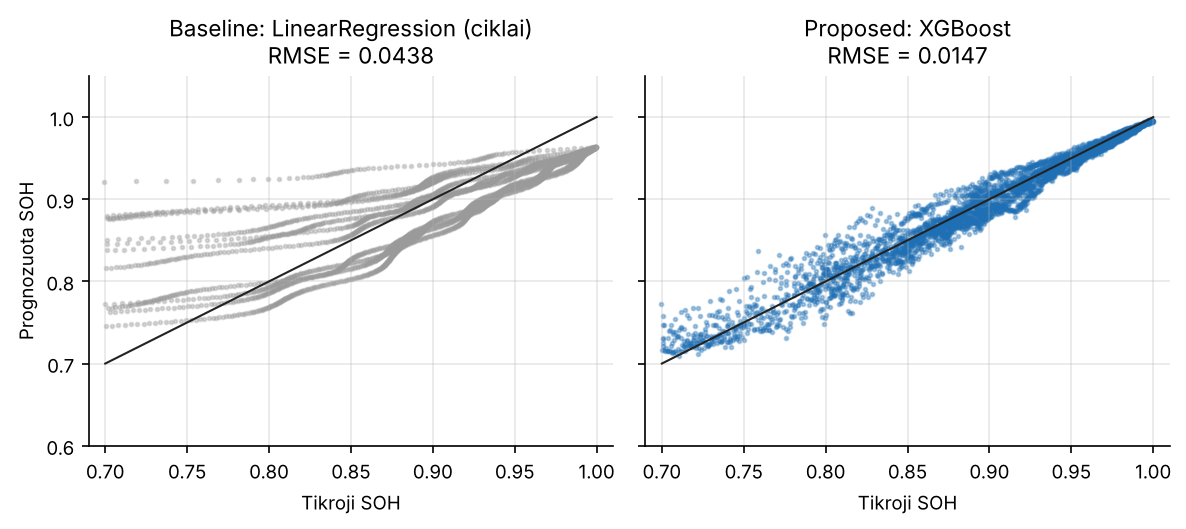 Baseline: LinearRegression (ciklai)
RMSE = 0.0438
Proposed: XGBoost
RMSE = 0.0147
Prognozuota SOH
1.0
0.9
0.8
0.7
0.6
0.70 0.75 0.80 0.85 0.90 0.95 1.00
Tikroji SOH
0.70 0.75 0.80 0.85 0.90 0.95 1.00
Tikroji SOH